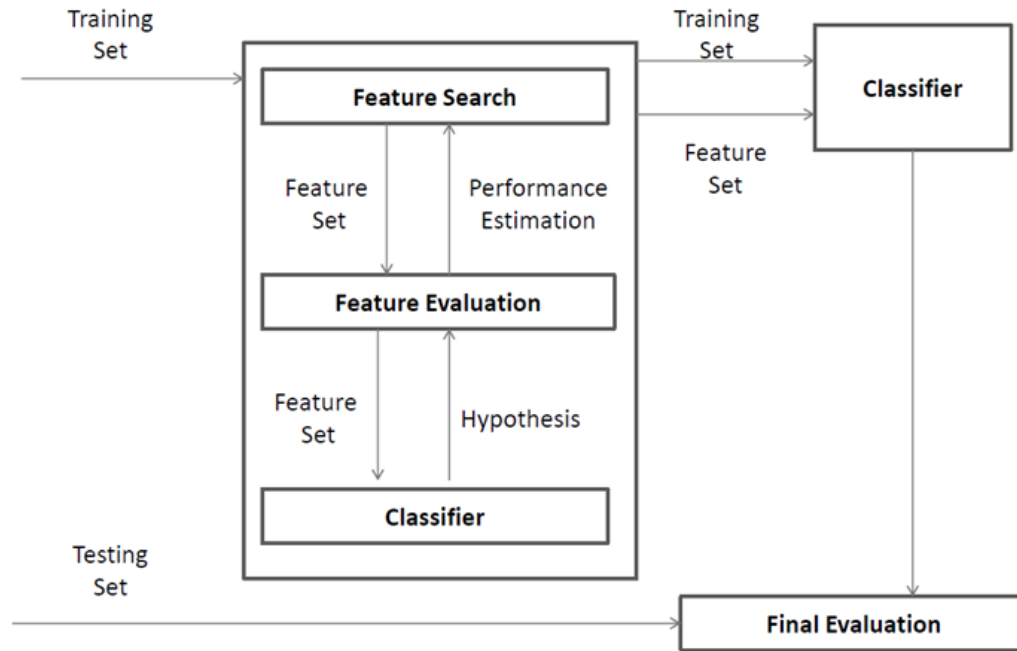 Training
Set
Training
Set
Feature Search
Classifier
Feature
Set
Feature
Set
Performance
Estimation
Feature Evaluation
Feature
Set
Hypothesis
Classifier
Testing
Set
Final Evaluation